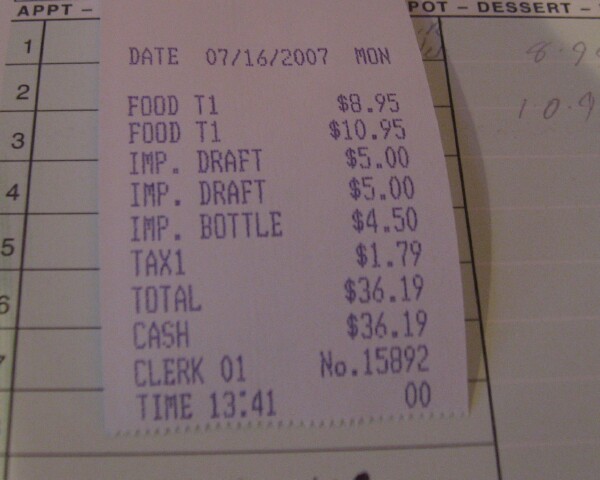 APPT –
POT – DESSERT –
1
2
3
4
5
6
DATE 07/16/2007 MON
FOOD T1 $8.95
FOOD T1 $10.95
IMP. DRAFT $5.00
IMP. DRAFT $5.00
IMP. BOTTLE $4.50
TAX1 $1.79
TOTAL $36.19
CASH $36.19
CLERK 01 No.15892
TIME 13:41 00